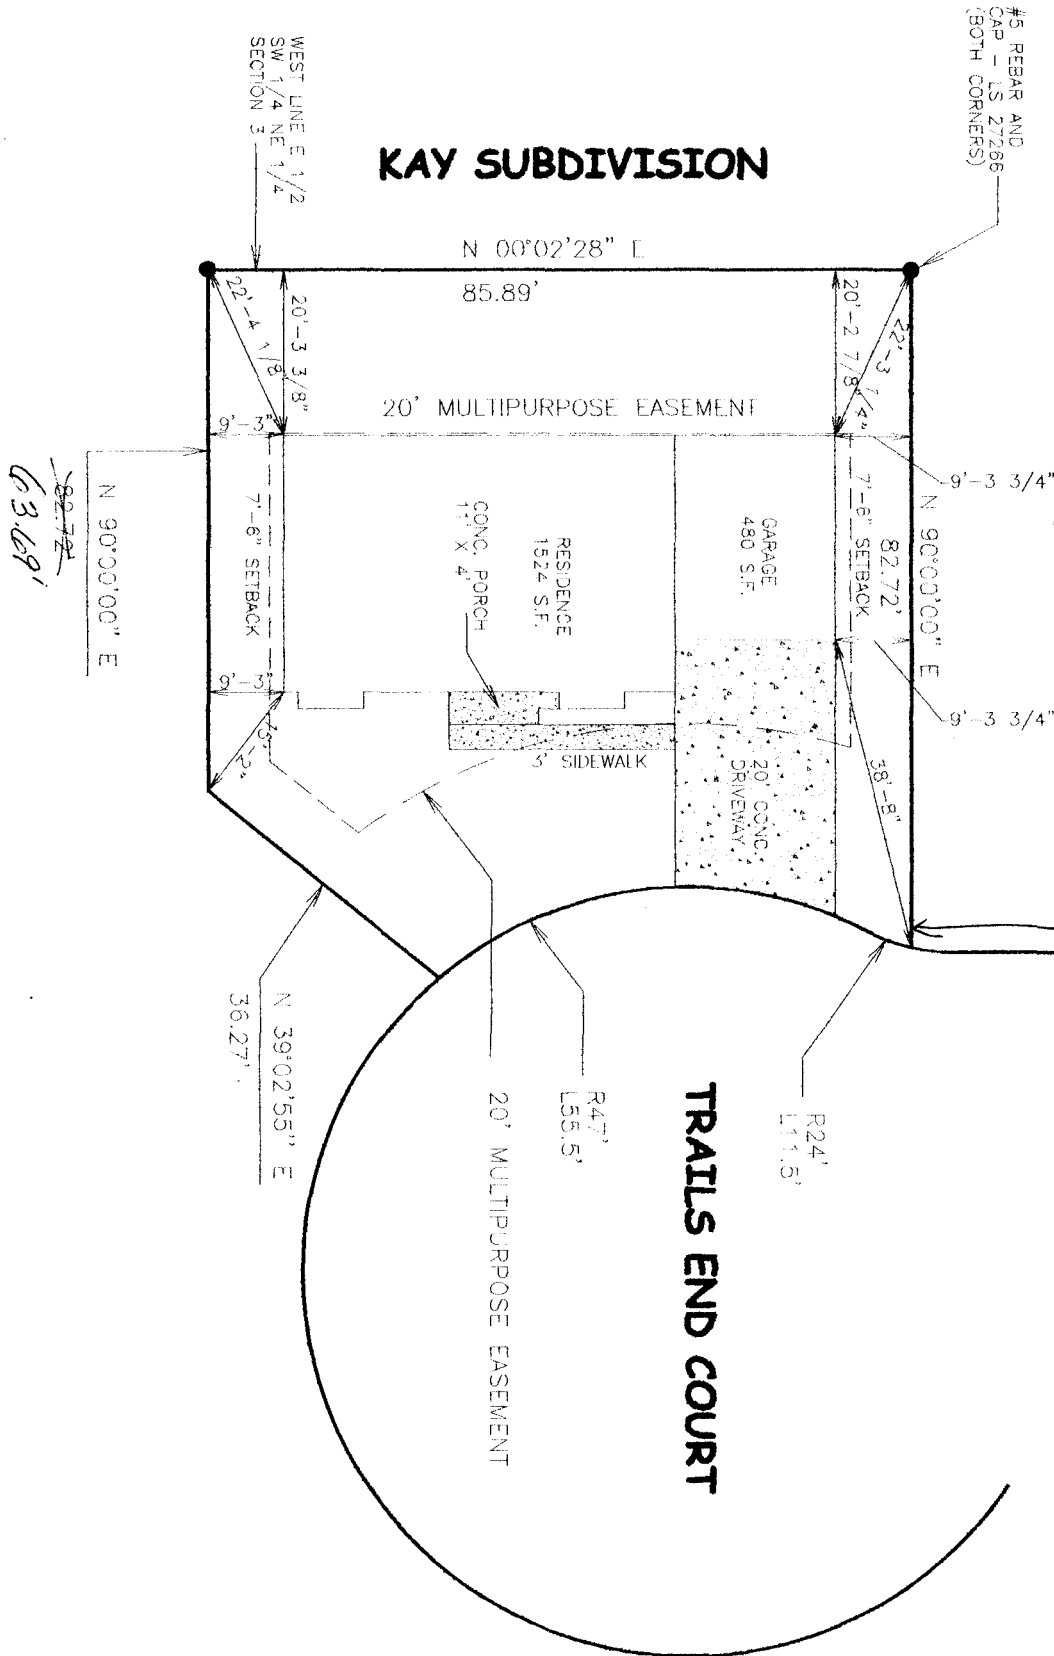 #5 REBAR AND
CAP - LS 27266
(BOTH CORNERS)
WEST LINE E 1/2
SW 1/4 NE 1/4
SECTION 3
KAY SUBDIVISION
N 00°02'28" E
85.89'
22'-4 1/8"
20'-3 3/8"
20'-2 7/8"
22'-3 1/4"
20' MULTIPURPOSE EASEMENT
9'-3"
9'-3 3/4"
N 90°00'00" E
82.72'
63.69'
7'-6" SETBACK
CONC. PORCH
11' X 4'
RESIDENCE
1524 S.F.
GARAGE
480 S.F.
7'-6" SETBACK
82.72'
N 90°00'00" E
9'-3"
9'-3 3/4"
15'-2"
3' SIDEWALK
20' CONC.
DRIVEWAY
38'-8"
N 39°02'55" E
36.27'
20' MULTIPURPOSE EASEMENT
R47'
L55.5'
TRAILS END COURT
R24'
L11.5'